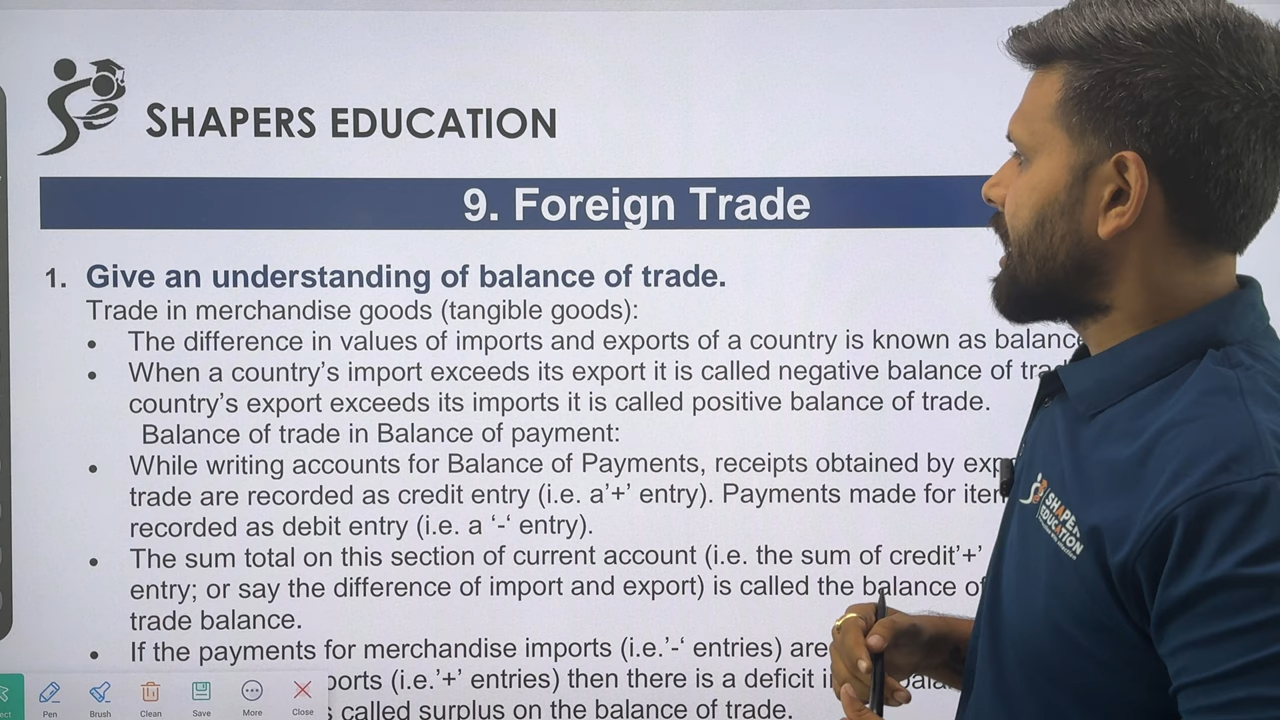 SHAPERS EDUCATION
9. Foreign Trade
1. Give an understanding of balance of trade.
Trade in merchandise goods (tangible goods):
• The difference in values of imports and exports of a country is known as balance
• When a country's import exceeds its export it is called negative balance of
country's export exceeds its imports it is called positive balance of trade.
Balance of trade in Balance of payment:
• While writing accounts for Balance of Payments, receipts obtained by
trade are recorded as credit entry (i.e. a'+' entry). Payments made for
recorded as debit entry (i.e. a ‘-‘ entry).
• The sum total on this section of current account (i.e. the sum of credit'+'
entry; or say the difference of import and export) is called the balance of
trade balance.
• If the payments for merchandise imports (i.e.'-‘ entries) are
(i.e.'+' entries) then there is a deficit
called surplus on the balance of trade.
SHAPERS
EDUCATION
Pen
Brush
Clean
Save
More
Close